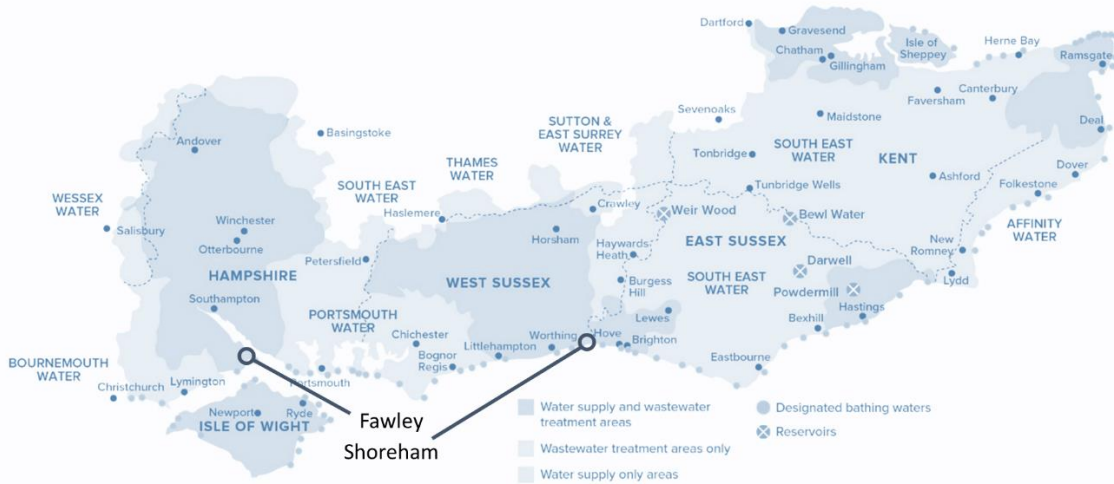 Dartford
Gravesend
Chatham
Gillingham
Isle of
Sheppey
Herne Bay
Ramsgate
Sevenoaks
Faversham
Canterbury
Maidstone
Deal
Andover
Basingstoke
SUTTON &
EAST SURREY
WATER
Tonbridge
SOUTH EAST
WATER
KENT
Dover
THAMES
WATER
SOUTH EAST
WATER
Ashford
Folkestone
WESSEX
WATER
Salisbury
Winchester
Otterbourne
Haslemere
Crawley
Tunbridge Wells
Weir Wood
Bewl Water
AFFINITY
WATER
Horsham
Haywards
Heath
EAST SUSSEX
New
Romney
Petersfield
HAMPSHIRE
WEST SUSSEX
Burgess
Hill
SOUTH EAST
WATER
Darwell
Lydd
Southampton
PORTSMOUTH
WATER
Powdermill
Hastings
Lewes
Bexhill
Chichester
Worthing
Hove
Brighton
Littlehampton
Bognor
Regis
Eastbourne
BOURNEMOUTH
WATER
Christchurch
Lymington
Portsmouth
Newport
Ryde
ISLE OF WIGHT
Fawley
Shoreham
Water supply and wastewater
treatment areas
Wastewater treatment areas only
Water supply only areas
Designated bathing waters
Reservoirs